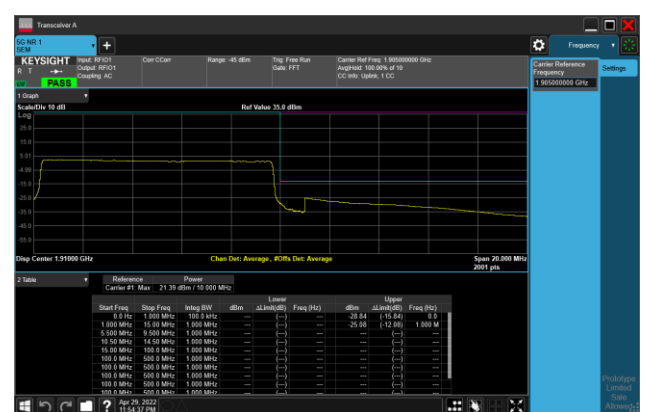 Transceiver A
5G NR 1
SEM
Frequency
KEYSIGHT
R T
PASS
Input: RFIO1
Output: RFIO1
Coupling: AC
Corr CCorr
Range: -45 dBm
Trig: Free Run
Gate: FFT
Carrier Ref Freq: 1.905000000 GHz
Avg|Hold: 100.00% of 10
CC Info: Uplink, 1 CC
Carrier Reference
Frequency
1.905000000 GHz
Settings
1 Graph
Scale/Div 10 dB
Ref Value 35.0 dBm
Log
25.0
15.0
5.01
-4.99
-15.0
-25.0
-35.0
-45.0
-55.0
Disp Center 1.91000 GHz
Chan Det: Average , #Offs Det: Average
Span 20.000 MHz
2001 pts
2 Table
Reference Power
Carrier #1 Max 21.39 dBm / 10.000 MHz
Lower Upper
Start Freq Stop Freq Integ BW dBm ΔLimit(dB) Freq (Hz) dBm ΔLimit(dB) Freq (Hz)
0.0 Hz 1.000 MHz 100.0 kHz --- (---) --- -28.84 (-15.84) 0.0
1.000 MHz 15.00 MHz 1.000 MHz --- (---) --- -25.08 (-12.08) 1.000 M
5.500 MHz 9.500 MHz 1.000 MHz --- (---) --- --- (---) ---
10.50 MHz 14.50 MHz 1.000 MHz --- (---) --- --- (---) ---
15.00 MHz 100.0 MHz 1.000 MHz --- (---) --- --- (---) ---
100.0 MHz 500.0 MHz 1.000 MHz --- (---) --- --- (---) ---
100.0 MHz 500.0 MHz 1.000 MHz --- (---) --- --- (---) ---
100.0 MHz 500.0 MHz 1.000 MHz --- (---) --- --- (---) ---
100.0 MHz 500.0 MHz 1.000 MHz --- (---) --- --- (---) ---
Prototype
Limited
Sale
Allowed
?
Apr 29, 2022
11:54:37 PM